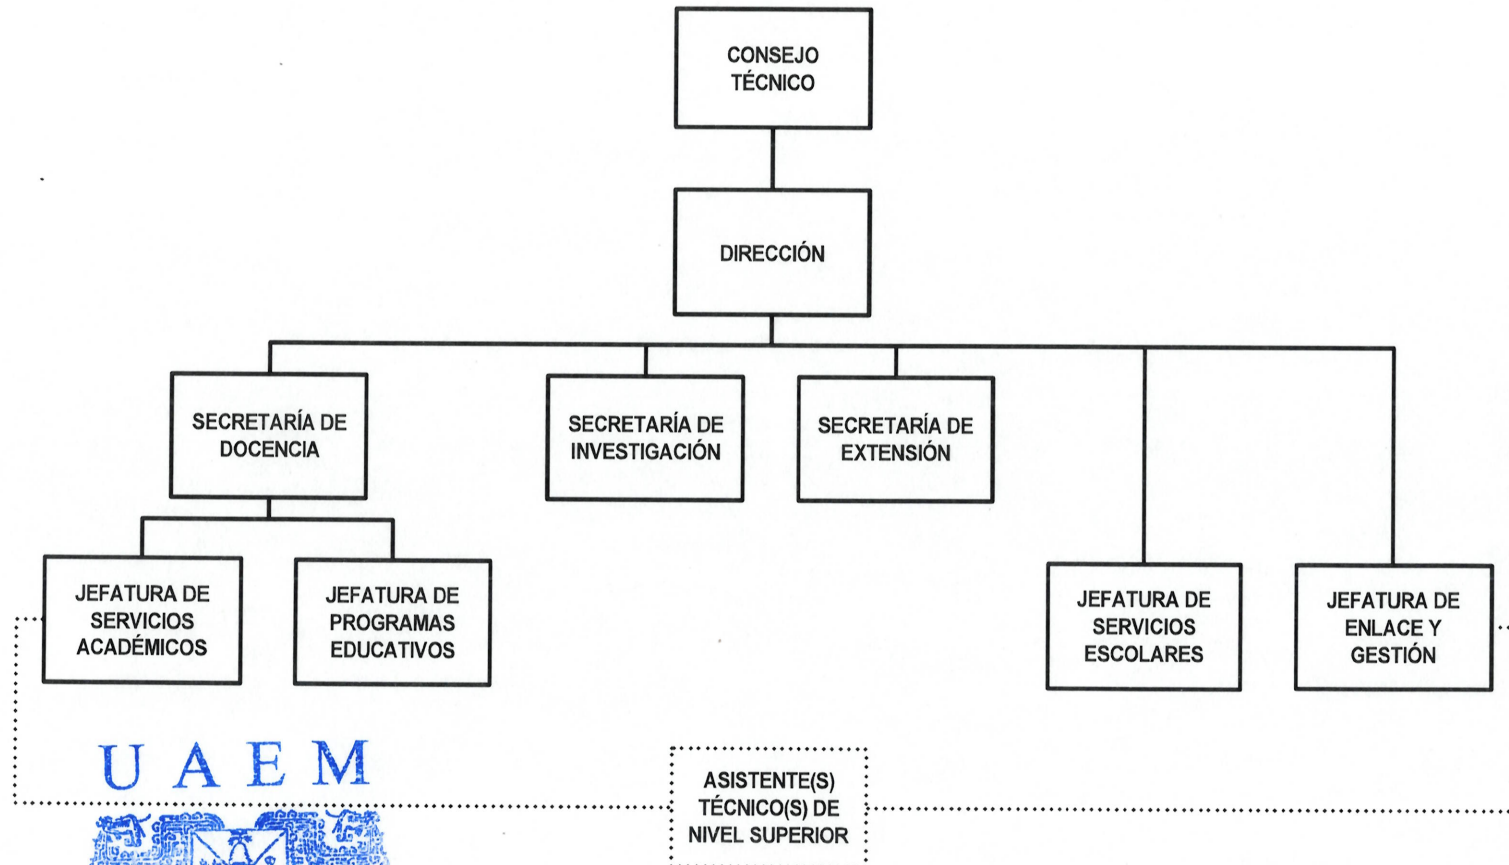 CONSEJO
TÉCNICO
DIRECCIÓN
SECRETARÍA DE
DOCENCIA
SECRETARÍA DE
INVESTIGACIÓN
SECRETARÍA DE
EXTENSIÓN
JEFATURA DE
SERVICIOS
ACADÉMICOS
JEFATURA DE
PROGRAMAS
EDUCATIVOS
JEFATURA DE
SERVICIOS
ESCOLARES
JEFATURA DE
ENLACE Y
GESTIÓN
UAEM
ASISTENTE(S)
TÉCNICO(S) DE
NIVEL SUPERIOR